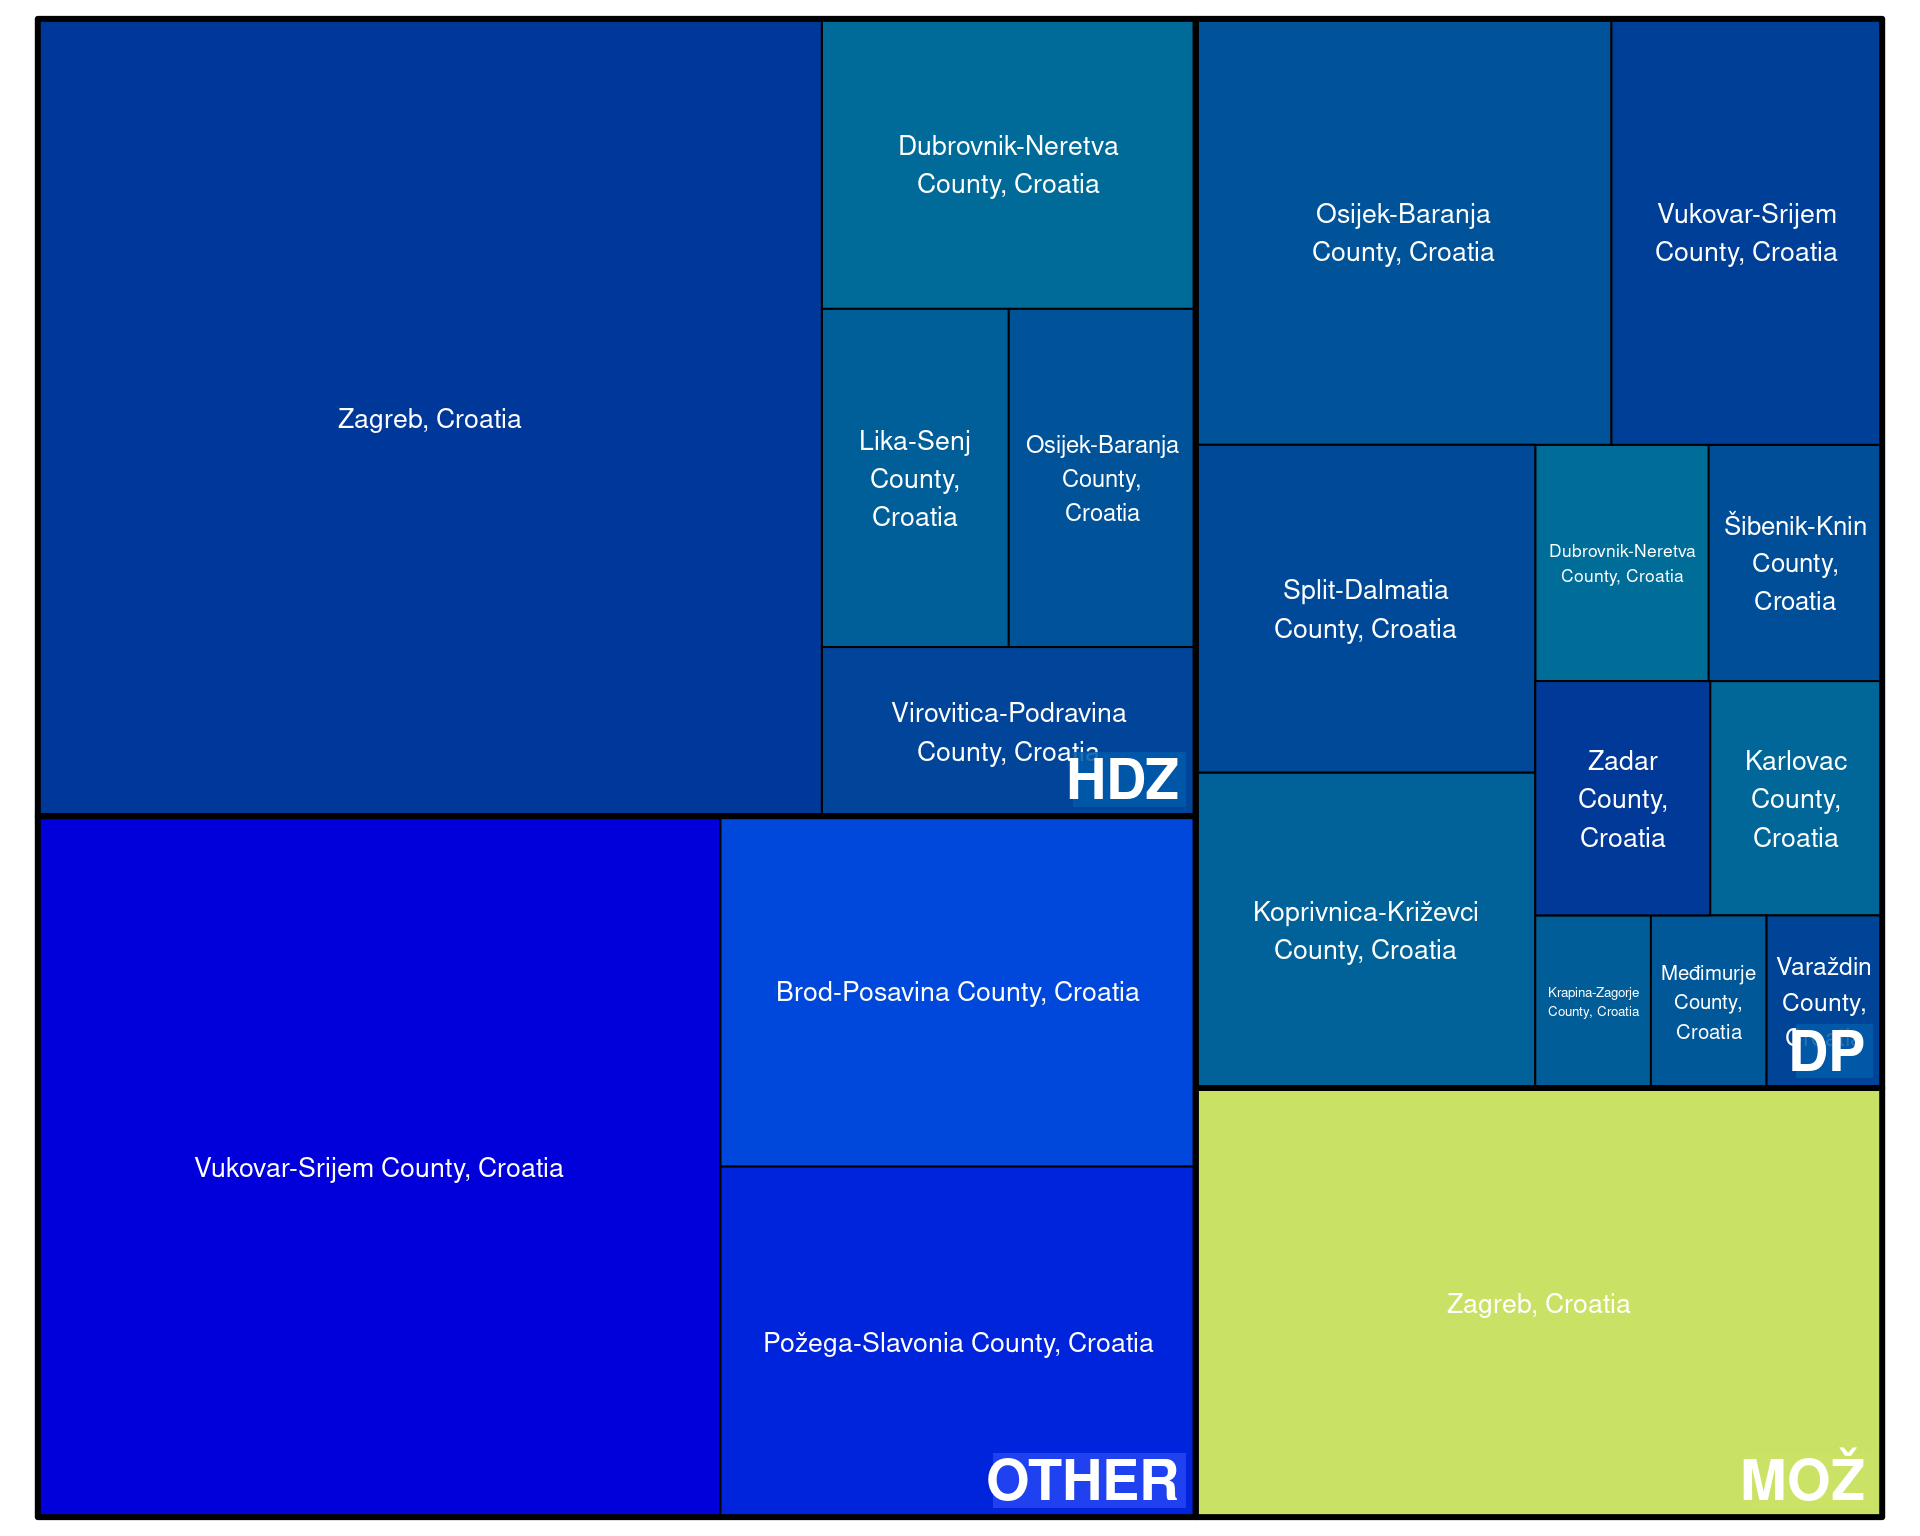 Zagreb, Croatia
Dubrovnik-Neretva
County, Croatia
Lika-Senj
County,
Croatia
Osijek-Baranja
County,
Croatia
Virovitica-Podravina
County, Croatia
HDZ
Vukovar-Srijem County, Croatia
Brod-Posavina County, Croatia
Požega-Slavonia County, Croatia
OTHER
Osijek-Baranja
County, Croatia
Vukovar-Srijem
County, Croatia
Split-Dalmatia
County, Croatia
Dubrovnik-Neretva
County, Croatia
Šibenik-Knin
County,
Croatia
Zadar
County,
Croatia
Karlovac
County,
Croatia
Koprivnica-Križevci
County, Croatia
Krapina-Zagorje
County, Croatia
Međimurje
County,
Croatia
Varaždin
County,
DP
Zagreb, Croatia
MOŽ